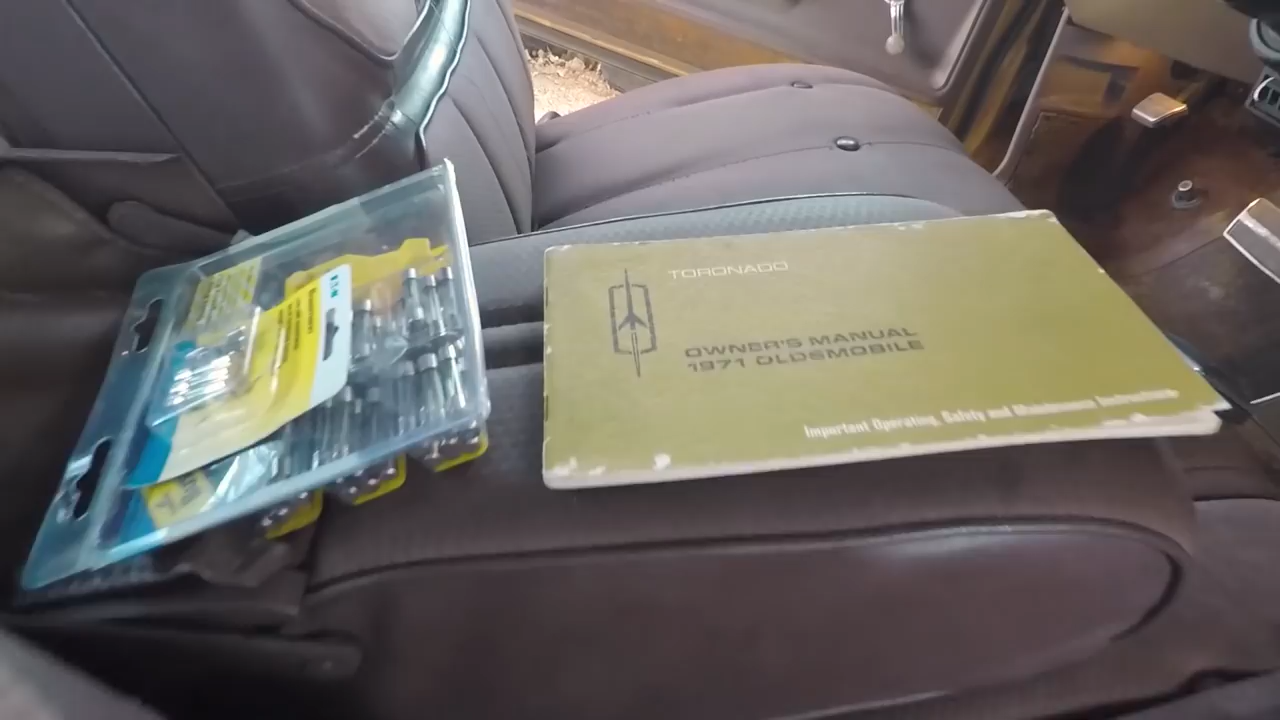 TORONADO
OWNER'S MANUAL
1971 OLDSMOBILE
Important Operating, Safety and Maintenance Instructions